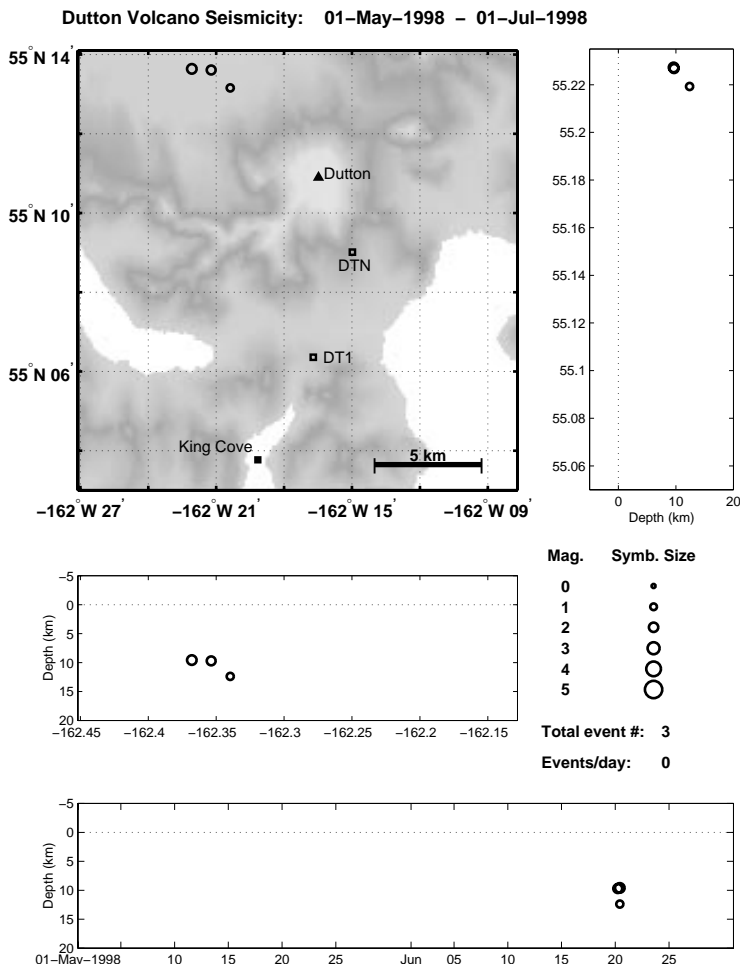 Dutton Volcano Seismicity: 01−May−1998 − 01−Jul−1998
55°N 14'
55°N 10'
55°N 06'
Dutton
DTN
DT1
King Cove
5 km
−162°W 27' −162°W 21' −162°W 15' −162°W 09'
55.22
55.2
55.18
55.16
55.14
55.12
55.1
55.08
55.06
0 10 20
Depth (km)
−5
0
5
10
15
20
Depth (km)
−162.45 −162.4 −162.35 −162.3 −162.25 −162.2 −162.15
Mag. Symb. Size
0
1
2
3
4
5
Total event #: 3
Events/day: 0
−5
0
5
10
15
20
Depth (km)
01−May−1998 10 15 20 25 Jun 05 10 15 20 25